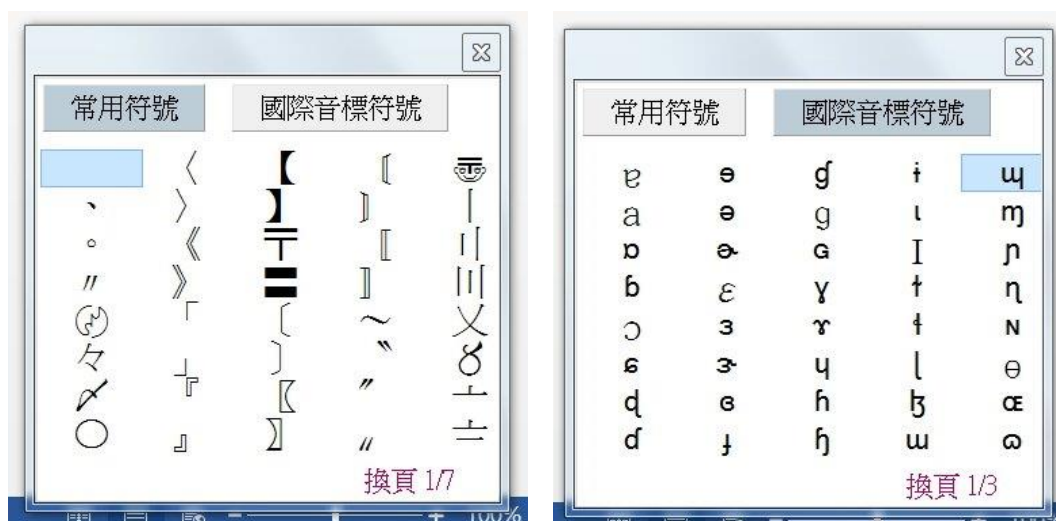 常用符號 國際音標符號
〈 【 〘 〠
、 〉 】 〙 〡
。 《 〒 〚 〢
〃 》 〓 〛 〣
〄 「 〔 〜 〤
々 」 〕 〝 〥
〆 『 〖 〞 〦
〇 』 〗 〟 〧
換頁 1/7
100%
常用符號 國際音標符號
ɐ ɘ ɠ ɨ ɰ
ɑ ə ɡ ɩ ɱ
ɒ ɚ ɢ ɪ ɲ
ɓ ɛ ɣ ɫ ɳ
ɔ ɜ ɤ ɬ ɴ
ɕ ɝ ɥ ɭ ɵ
ɖ ɞ ɦ ɮ ɶ
ɗ ɟ ɧ ɯ ɷ
換頁 1/3